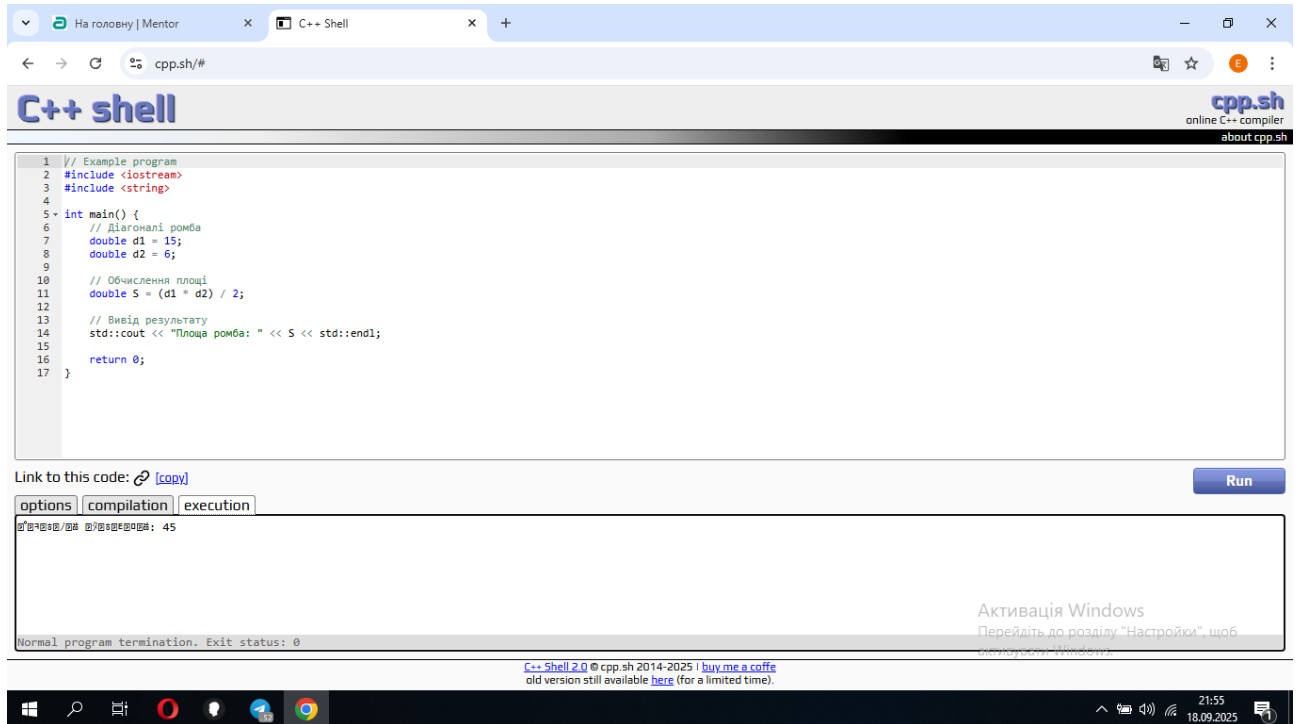 На головну | Mentor
C++ Shell
cpp.sh/#
E
C++ shell
cpp.sh
online C++ compiler
about cpp.sh
1 // Example program
2 #include <iostream>
3 #include <string>
4
5 int main() {
6 // Діагоналі ромба
7 double d1 = 15;
8 double d2 = 6;
9
10 // Обчислення площі
11 double S = (d1 * d2) / 2;
12
13 // Вивід результату
14 std::cout << "Площа ромба: " << S << std::endl;
15
16 return 0;
17 }
Link to this code: [copy]
Run
options compilation execution
: 45
Активація Windows
Перейдіть до розділу "Настройки", щоб
активувати Windows.
Normal program termination. Exit status: 0
C++ Shell 2.0 © cpp.sh 2014-2025 | buy me a coffe
old version still available here (for a limited time).
21:55
18.09.2025